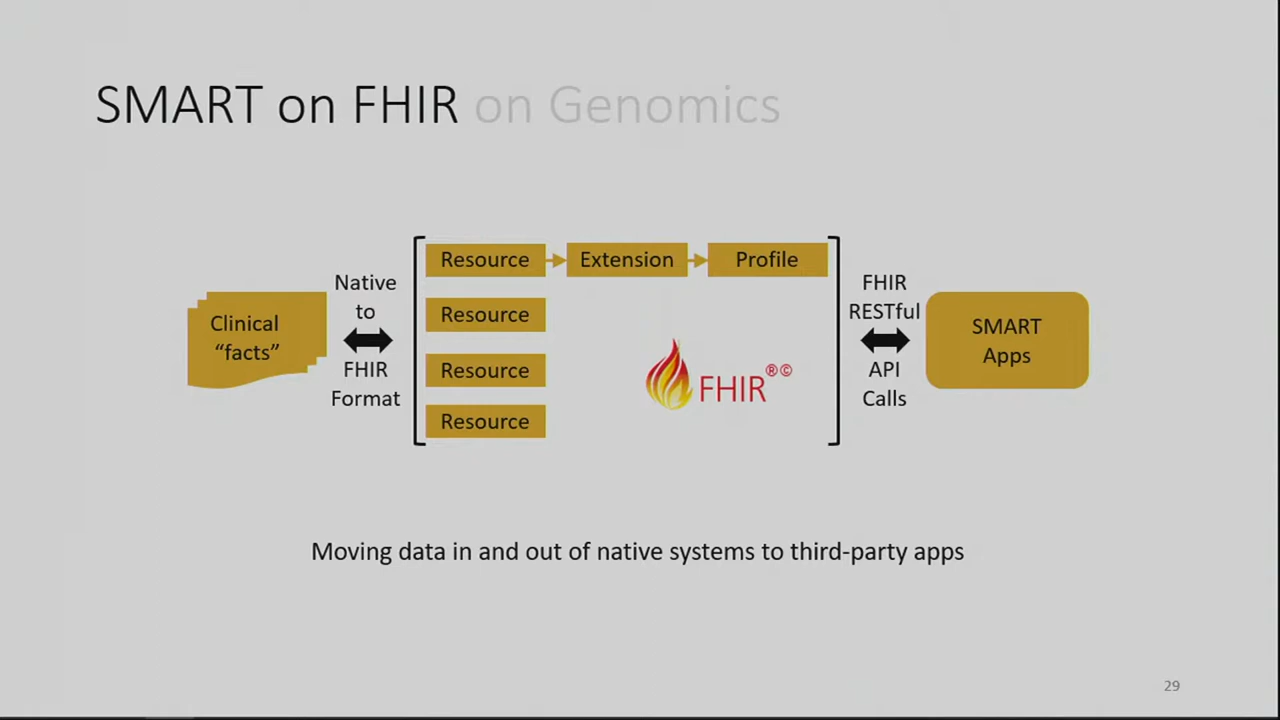 SMART on FHIR on Genomics
Clinical
“facts”
Native
to
FHIR
Format
Resource
Extension
Profile
Resource
Resource
Resource
FHIR®©
FHIR
RESTful
API
Calls
SMART
Apps
Moving data in and out of native systems to third-party apps
29